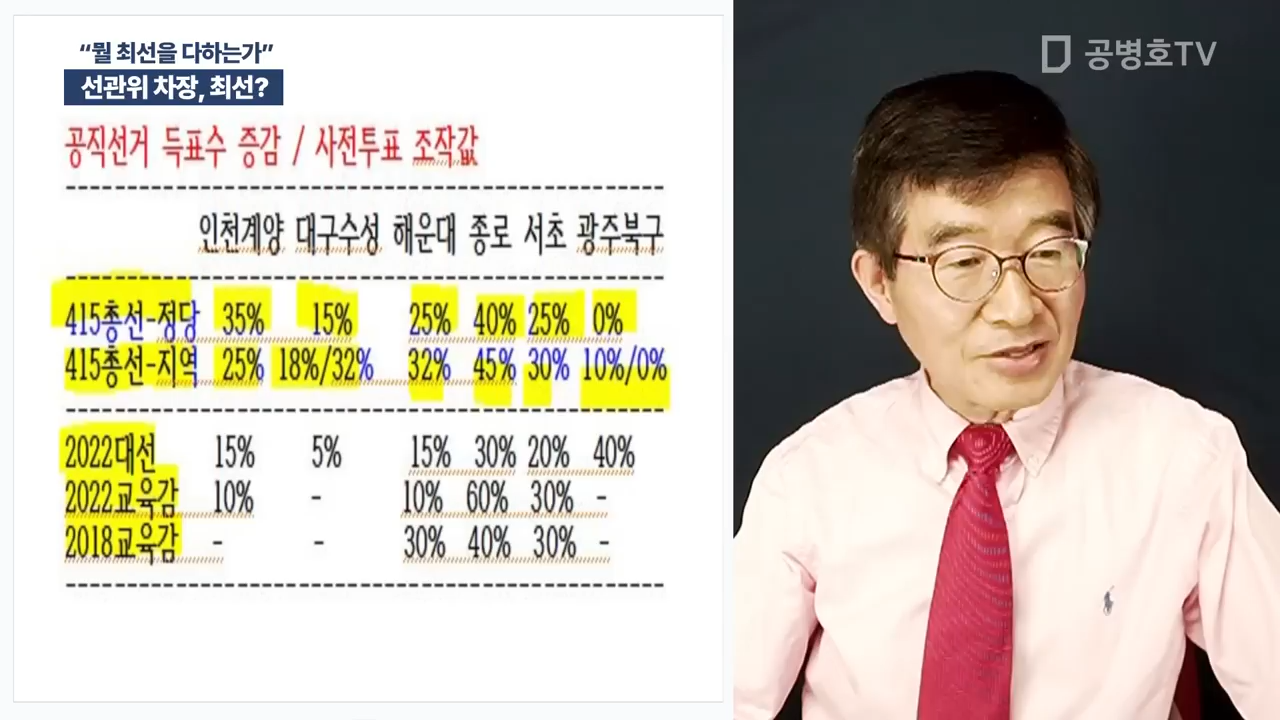 “뭘 최선을 다하는가”
선관위 차장, 최선?
공직선거 득표수 증감 / 사전투표 조작값
인천계양 대구수성 해운대 종로 서초 광주북구
415총선-정당 35% 15% 25% 40% 25% 0%
415총선-지역 25% 18%/32% 32% 45% 30% 10%/0%
2022대선 15% 5% 15% 30% 20% 40%
2022교육감 10% - 10% 60% 30% -
2018교육감 - - 30% 40% 30% -
공병호TV